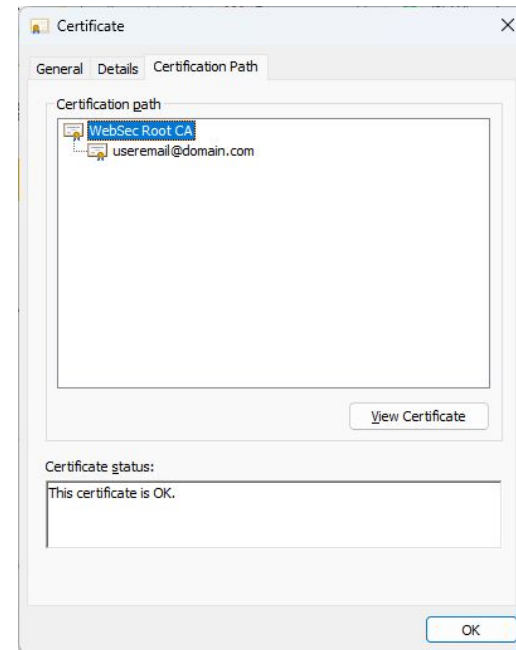 Certificate
General
Details
Certification Path
Certification path
WebSec Root CA
useremail@domain.com
View Certificate
Certificate status:
This certificate is OK.
OK